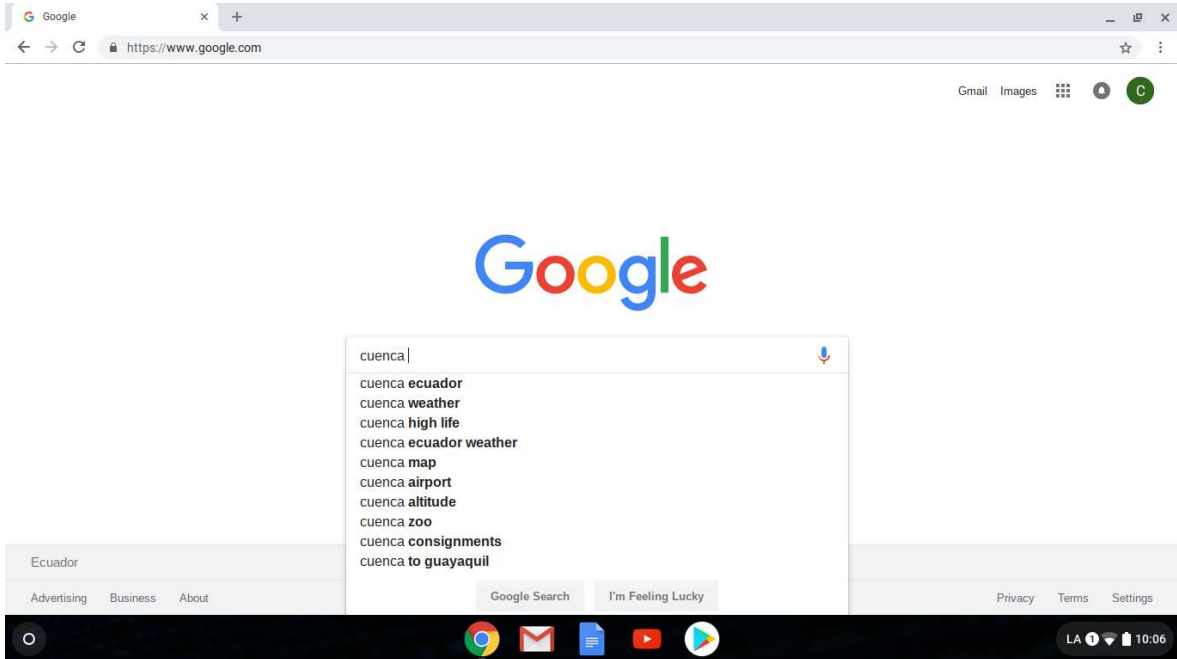 Google
https://www.google.com
Gmail Images C
Google
cuenca
cuenca ecuador
cuenca weather
cuenca high life
cuenca ecuador weather
cuenca map
cuenca airport
cuenca altitude
cuenca zoo
cuenca consignments
cuenca to guayaquil
Ecuador
Google Search I'm Feeling Lucky
Advertising Business About Privacy Terms Settings
LA 1 10:06